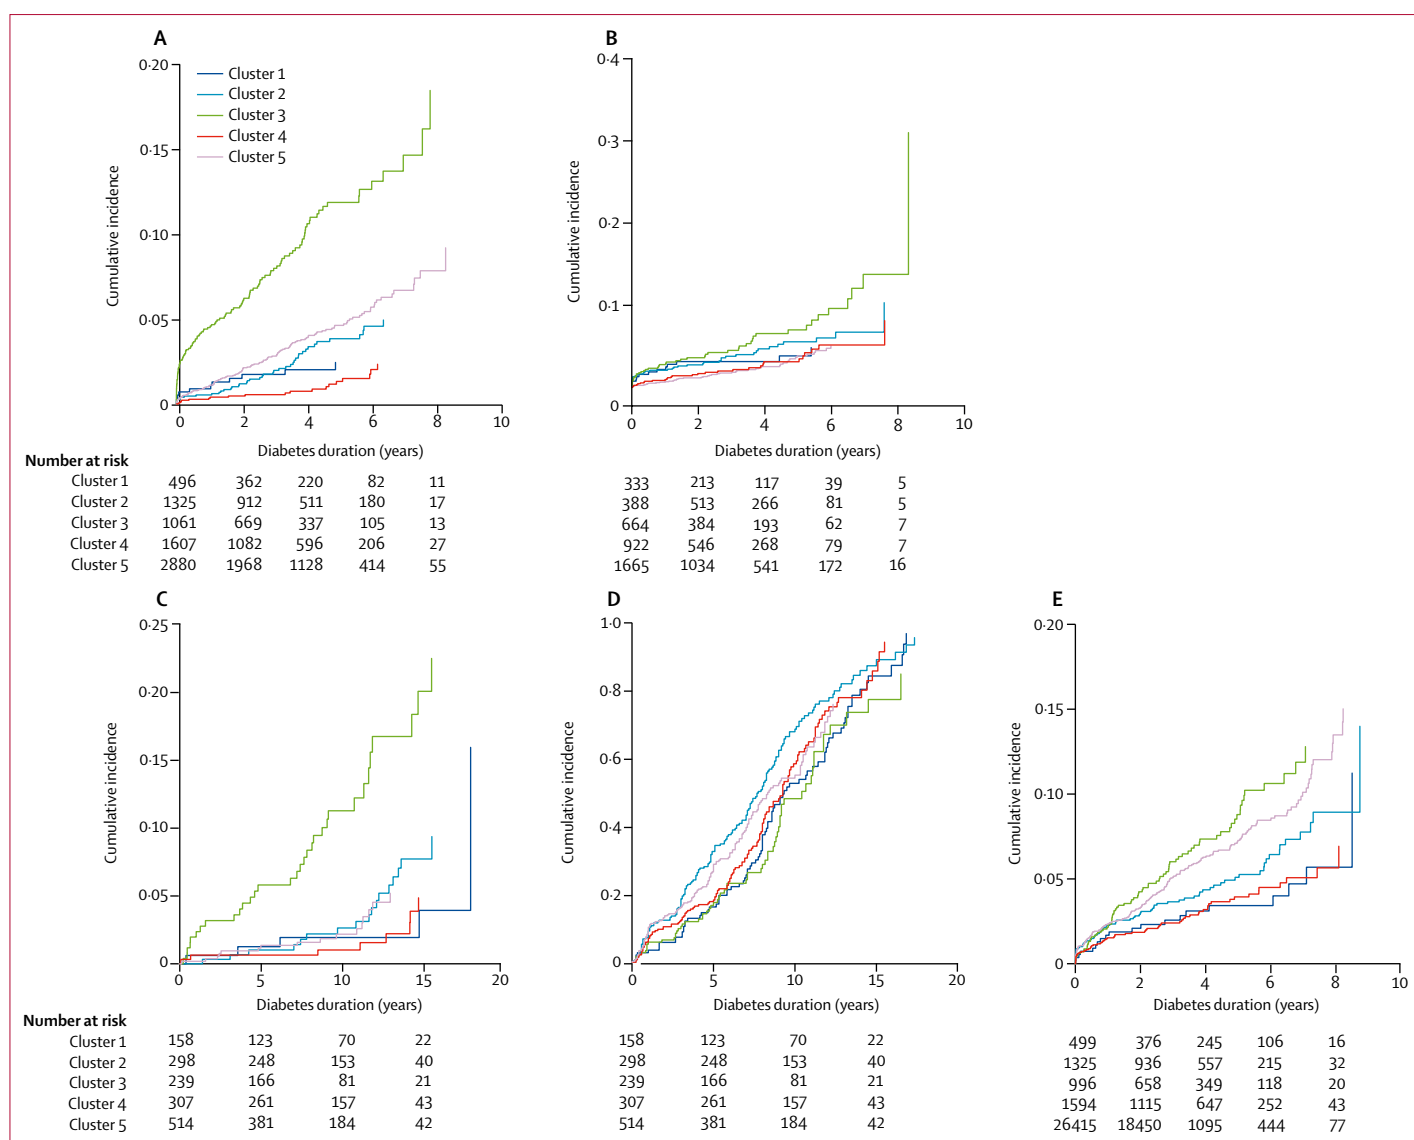 A
0·20
0·15
0·10
0·05
0
Cumulative incidence
Cluster 1
Cluster 2
Cluster 3
Cluster 4
Cluster 5
0 2 4 6 8 10
Diabetes duration (years)
B
0·4
0·3
0·2
0·1
0
Cumulative incidence
0 2 4 6 8 10
Diabetes duration (years)
Number at risk
Cluster 1 496 362 220 82 11 333 213 117 39 5
Cluster 2 1325 912 511 180 17 388 513 266 81 5
Cluster 3 1061 669 337 105 13 664 384 193 62 7
Cluster 4 1607 1082 596 206 27 922 546 268 79 7
Cluster 5 2880 1968 1128 414 55 1665 1034 541 172 16
C
0·25
0·20
0·15
0·10
0·05
0
Cumulative incidence
0 5 10 15 20
Diabetes duration (years)
D
1·0
0·8
0·6
0·4
0·2
0
Cumulative incidence
0 5 10 15 20
Diabetes duration (years)
E
0·20
0·15
0·10
0·05
0
Cumulative incidence
0 2 4 6 8 10
Diabetes duration (years)
Number at risk
Cluster 1 158 123 70 22 158 123 70 22 499 376 245 106 16
Cluster 2 298 248 153 40 298 248 153 40 1325 936 557 215 32
Cluster 3 239 166 81 21 239 166 81 21 996 658 349 118 20
Cluster 4 307 261 157 43 307 261 157 43 1594 1115 647 252 43
Cluster 5 514 381 184 42 514 381 184 42 26415 18450 1095 444 77